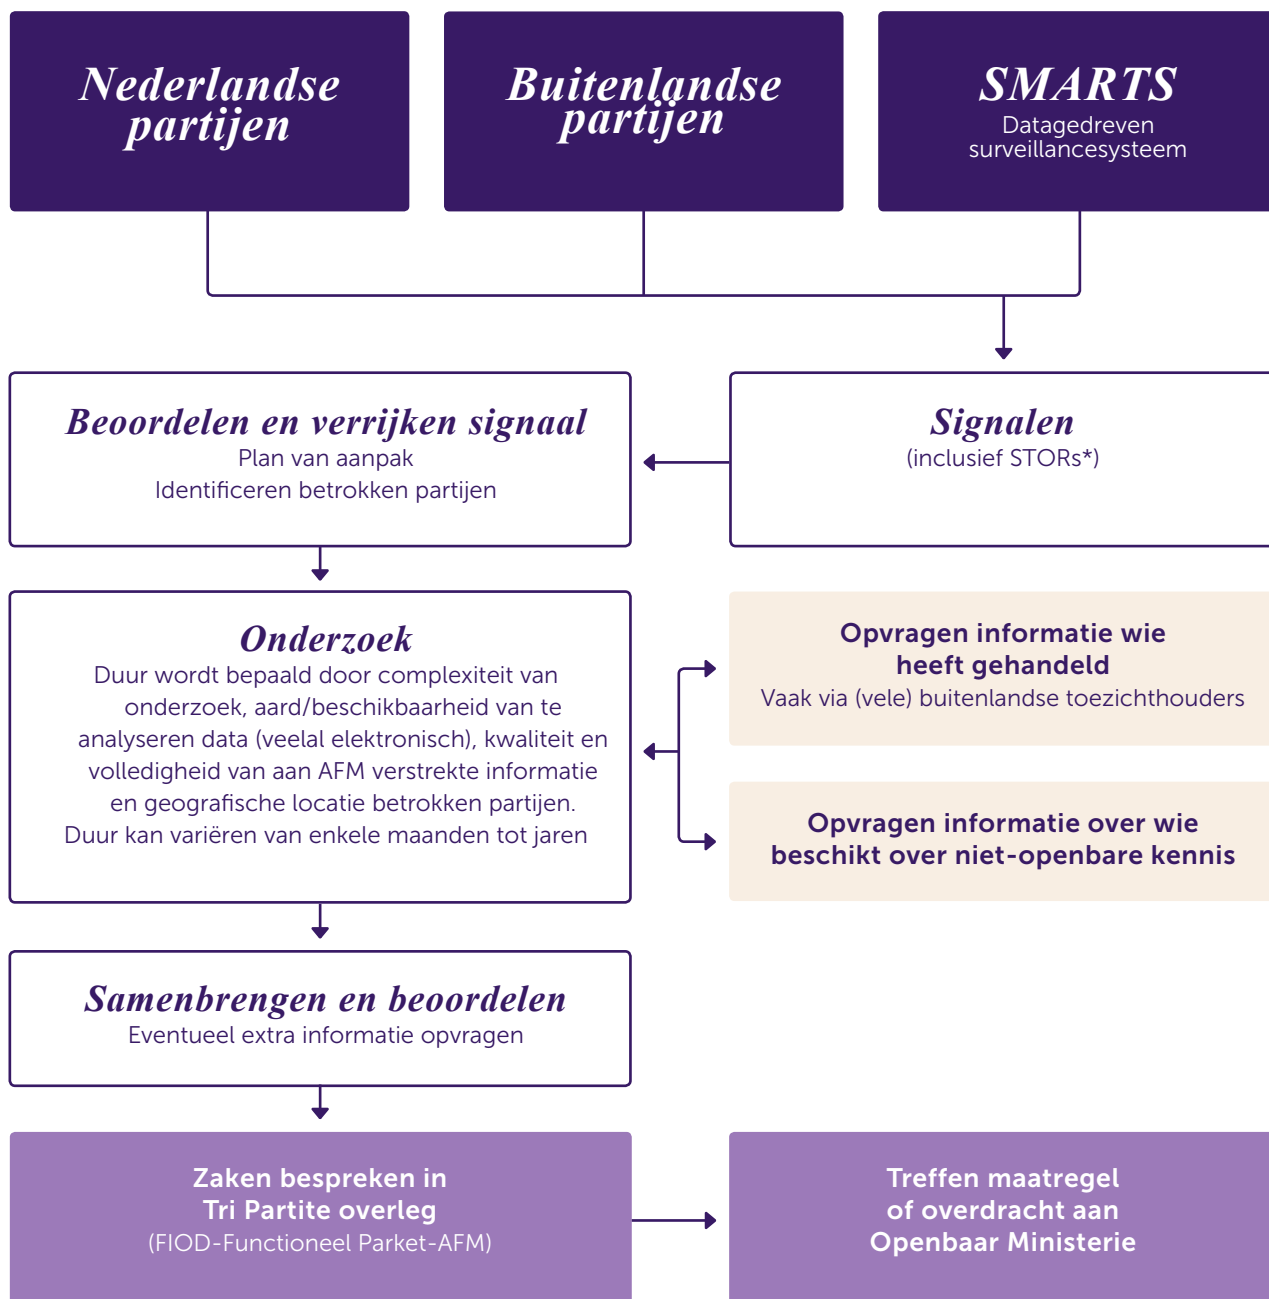 Nederlandse
partijen
Buitenlandse
partijen
SMARTS
Datagedreven
surveillancesysteem
Beoordelen en verrijken signaal
Plan van aanpak
Identificeren betrokken partijen
Signalen
(inclusief STORs*)
Onderzoek
Duur wordt bepaald door complexiteit van
onderzoek, aard/beschikbaarheid van te
analyseren data (veelal elektronisch), kwaliteit en
volledigheid van aan AFM verstrekte informatie
en geografische locatie betrokken partijen.
Duur kan variëren van enkele maanden tot jaren
Opvragen informatie wie
heeft gehandeld
Vaak via (vele) buitenlandse toezichthouders
Opvragen informatie over wie
beschikt over niet-openbare kennis
Samenbrengen en beoordelen
Eventueel extra informatie opvragen
Zaken bespreken in
Tri Partite overleg
(FIOD-Functioneel Parket-AFM)
Treffen maatregel
of overdracht aan
Openbaar Ministerie